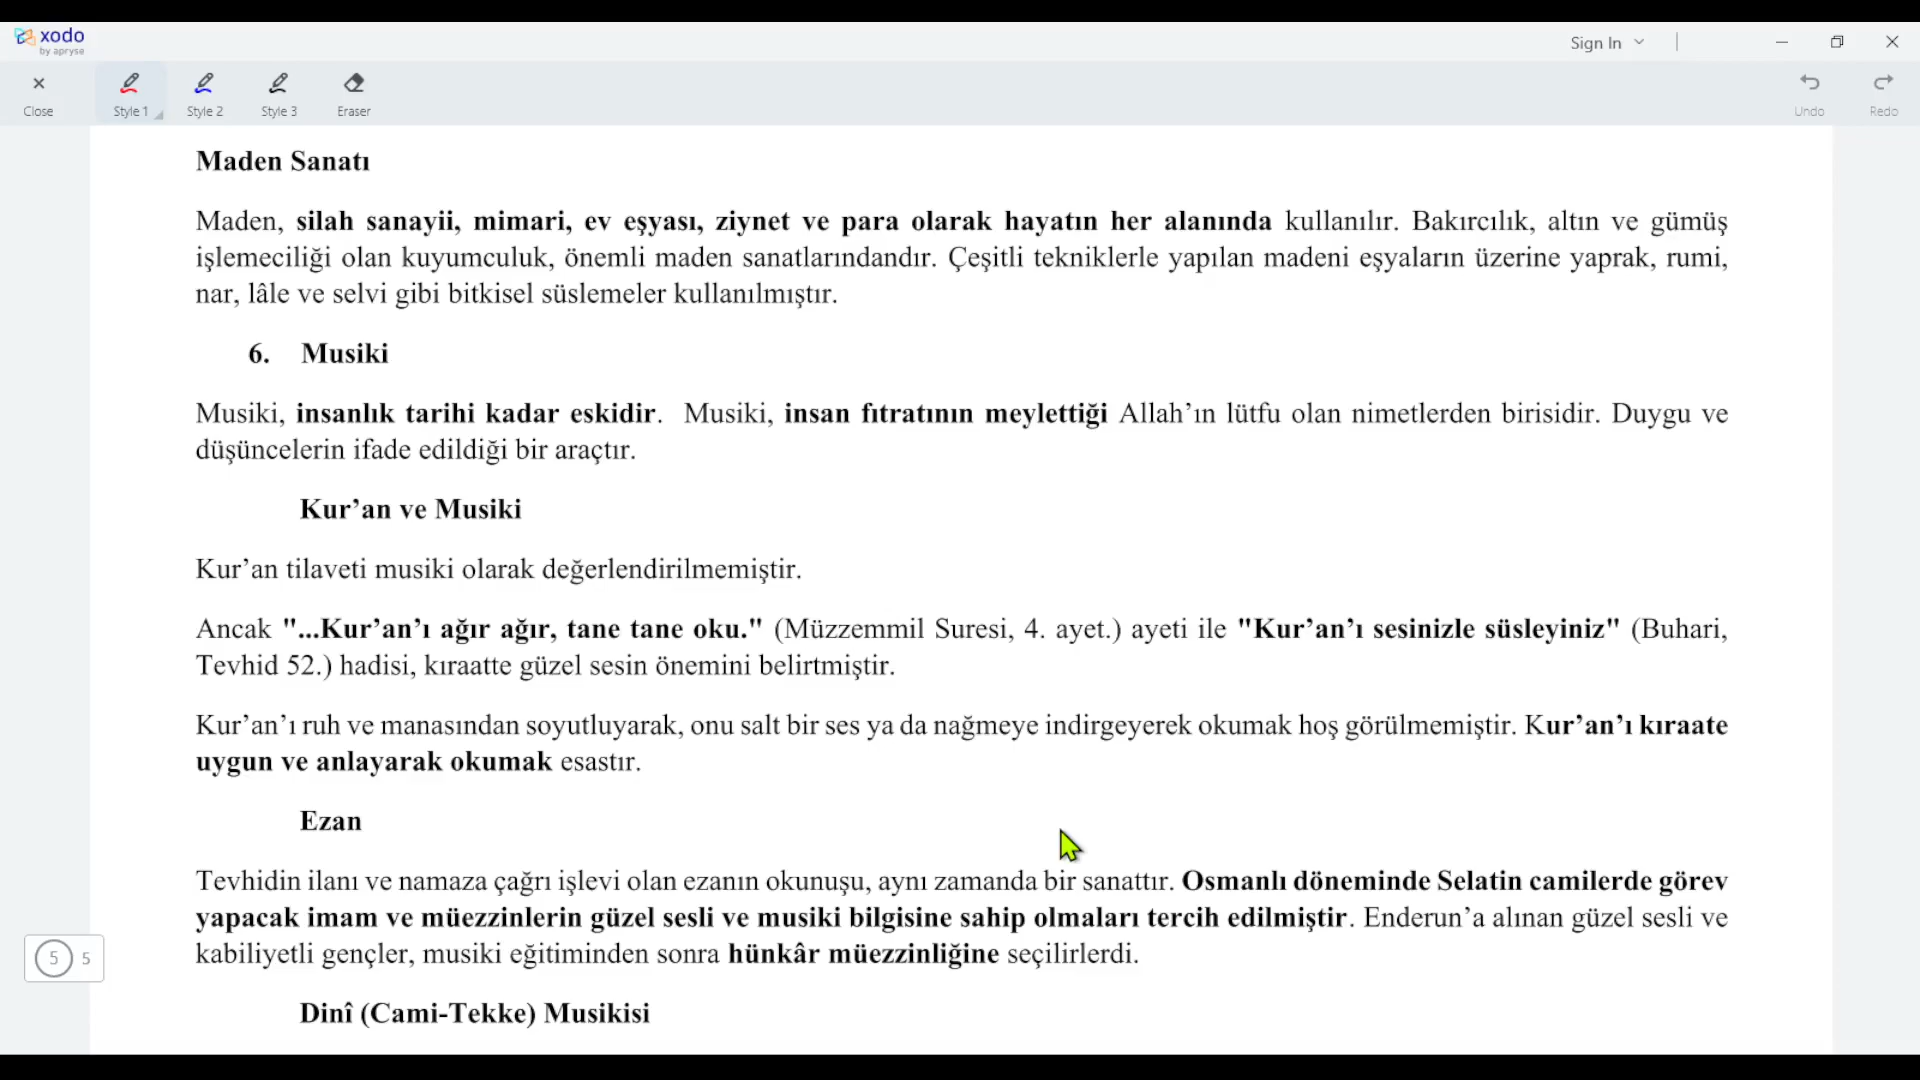 xodo
by apryse
Sign In
Close
Style 1
Style 2
Style 3
Eraser
Undo
Redo
Maden Sanatı
Maden, silah sanayii, mimari, ev eşyası, ziynet ve para olarak hayatın her alanında kullanılır. Bakırcılık, altın ve gümüş
işlemeciliği olan kuyumculuk, önemli maden sanatlarındandır. Çeşitli tekniklerle yapılan madeni eşyaların üzerine yaprak, rumi,
nar, lâle ve selvi gibi bitkisel süslemeler kullanılmıştır.
6. Musiki
Musiki, insanlık tarihi kadar eskidir. Musiki, insan fıtratının meylettiği Allah’ın lütfu olan nimetlerden birisidir. Duygu ve
düşüncelerin ifade edildiği bir araçtır.
Kur’an ve Musiki
Kur’an tilaveti musiki olarak değerlendirilmemiştir.
Ancak "...Kur’an’ı ağır ağır, tane tane oku." (Müzzemmil Suresi, 4. ayet.) ayeti ile "Kur’an’ı sesinizle süsleyiniz" (Buhari,
Tevhid 52.) hadisi, kıraatte güzel sesin önemini belirtmiştir.
Kur’an’ı ruh ve manasından soyutluyarak, onu salt bir ses ya da nağmeye indirgeyerek okumak hoş görülmemiştir. Kur’an’ı kıraate
uygun ve anlayarak okumak esastır.
Ezan
Tevhidin ilanı ve namaza çağrı işlevi olan ezanın okunuşu, aynı zamanda bir sanattır. Osmanlı döneminde Selatin camilerde görev
yapacak imam ve müezzinlerin güzel sesli ve musiki bilgisine sahip olmaları tercih edilmiştir. Enderun’a alınan güzel sesli ve
kabiliyetli gençler, musiki eğitiminden sonra hünkâr müezzinliğine seçilirlerdi.
5 5
Dinî (Cami-Tekke) Musikisi